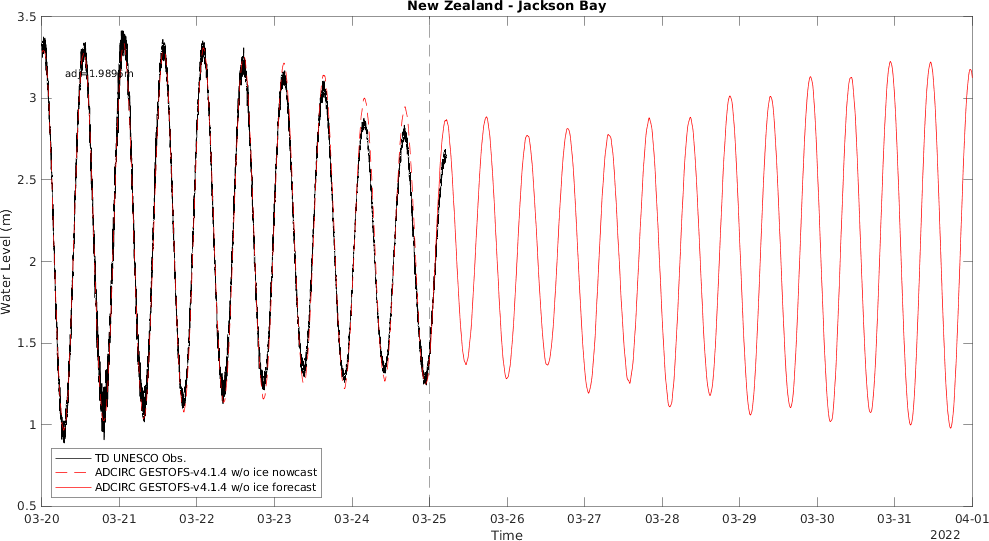 New Zealand - Jackson Bay
3.5
3
2.5
2
1.5
1
0.5
Water Level (m)
TD UNESCO Obs.
ADCIRC GESTOFS-v4.1.4 w/o ice nowcast
ADCIRC GESTOFS-v4.1.4 w/o ice forecast
03-20 03-21 03-22 03-23 03-24 03-25 03-26 03-27 03-28 03-29 03-30 03-31 04-01
Time
2022